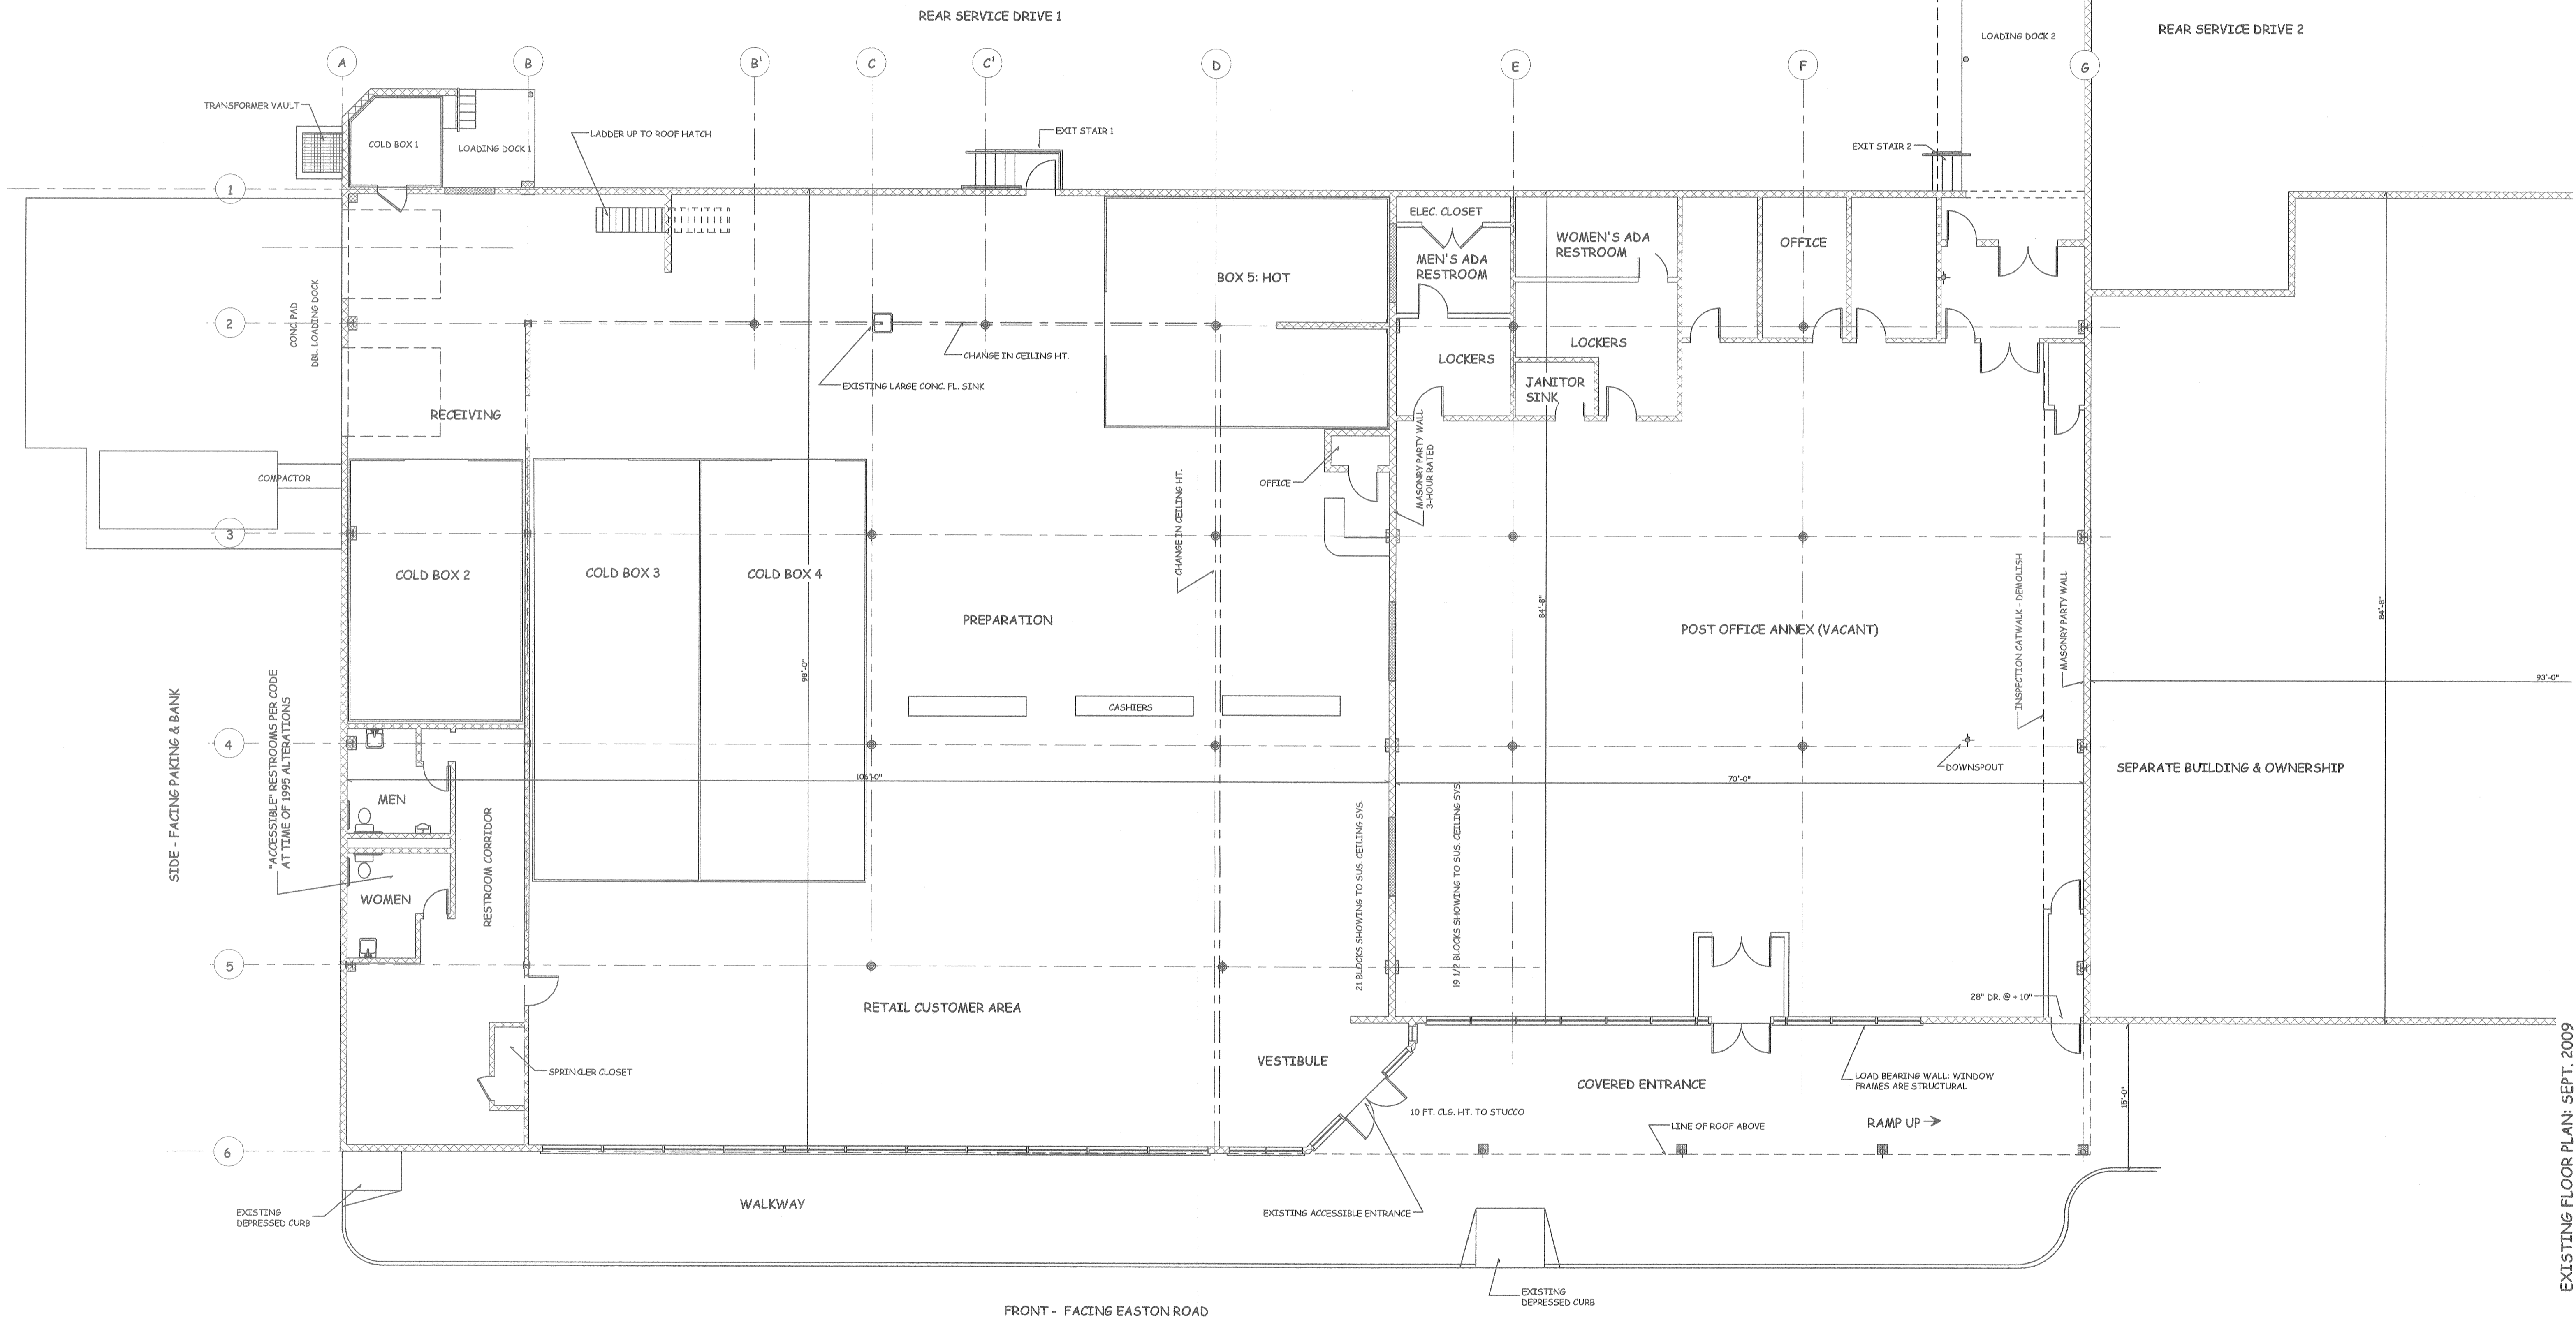 REAR SERVICE DRIVE 1
REAR SERVICE DRIVE 2
LOADING DOCK 2
A
B
B'
C
C'
D
E
F
G
TRANSFORMER VAULT
COLD BOX 1
LOADING DOCK 1
LADDER UP TO ROOF HATCH
EXIT STAIR 1
EXIT STAIR 2
1
ELEC. CLOSET
MEN'S ADA
RESTROOM
WOMEN'S ADA
RESTROOM
OFFICE
BOX 5: HOT
CONC. PAD
DBL. LOADING DOCK
2
CHANGE IN CEILING HT.
EXISTING LARGE CONC. FL. SINK
LOCKERS
LOCKERS
JANITOR
SINK
RECEIVING
MASONRY PARTY WALL
3-HOUR RATED
COMPACTOR
OFFICE
CHANGE IN CEILING HT.
3
COLD BOX 2
COLD BOX 3
COLD BOX 4
PREPARATION
84'-8"
POST OFFICE ANNEX (VACANT)
INSPECTION CATWALK - DEMOLISH
MASONRY PARTY WALL
84'-8"
93'-0"
98'-0"
CASHIERS
SIDE - FACING PAKING & BANK
"ACCESSIBLE" RESTROOMS PER CODE
AT TIME OF 1995 ALTERATIONS
4
DOWNSPOUT
SEPARATE BUILDING & OWNERSHIP
106'-0"
70'-0"
MEN
RESTROOM CORRIDOR
WOMEN
21 BLOCKS SHOWING TO SUS. CEILING SYS.
19 1/2 BLOCKS SHOWING TO SUS. CEILING SYS.
5
28" DR. @ + 10"
RETAIL CUSTOMER AREA
VESTIBULE
SPRINKLER CLOSET
COVERED ENTRANCE
LOAD BEARING WALL: WINDOW
FRAMES ARE STRUCTURAL
10 FT. CLG. HT. TO STUCCO
LINE OF ROOF ABOVE
RAMP UP
15'-0"
6
WALKWAY
EXISTING
DEPRESSED CURB
EXISTING ACCESSIBLE ENTRANCE
EXISTING
DEPRESSED CURB
FRONT - FACING EASTON ROAD
EXISTING FLOOR PLAN: SEPT. 2009